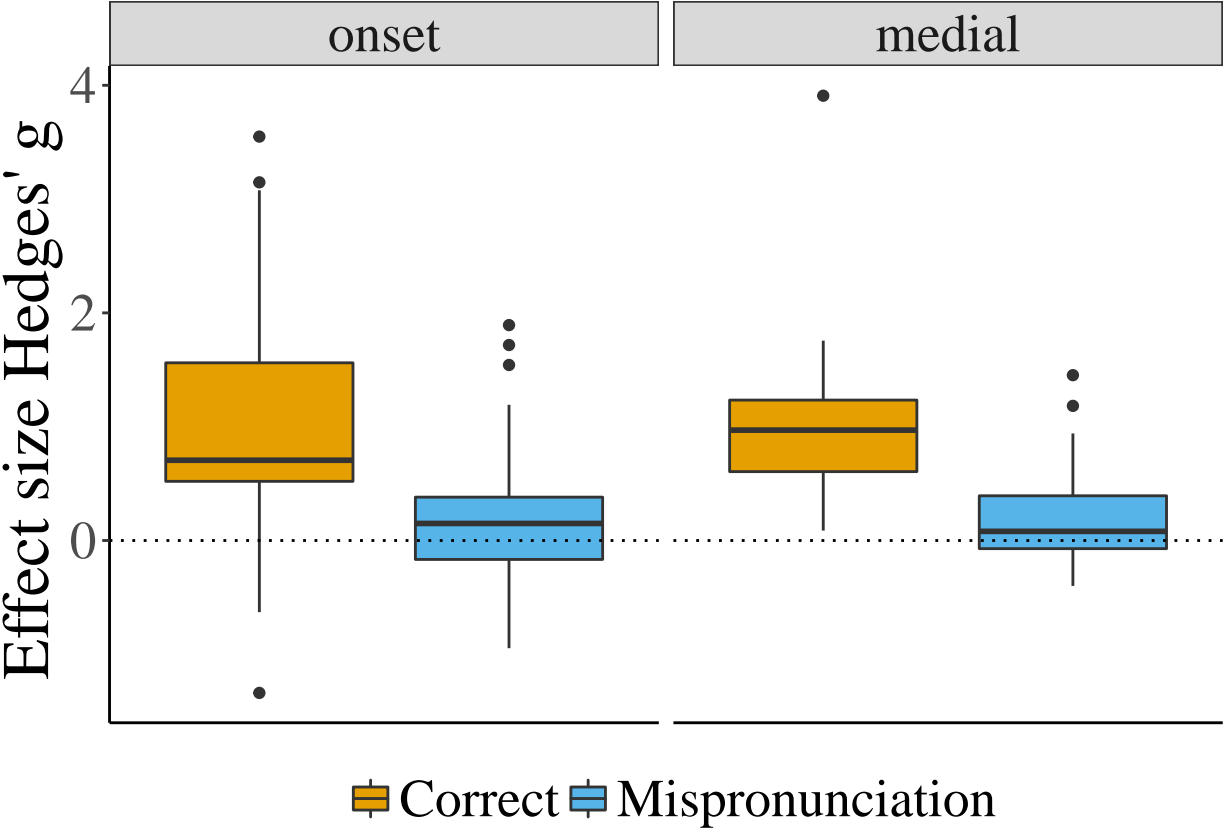 onset
medial
Effect size Hedges' g
4
2
0
Correct Mispronunciation